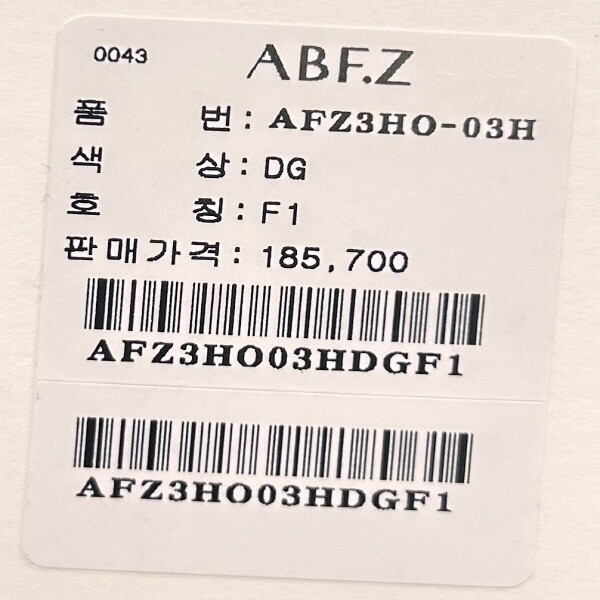 0043 ABF.Z
품 번 : AFZ3HO-03H
색 상 : DG
호 칭 : F1
판매가격 : 185,700
AFZ3HO03HDGF1
AFZ3HO03HDGF1